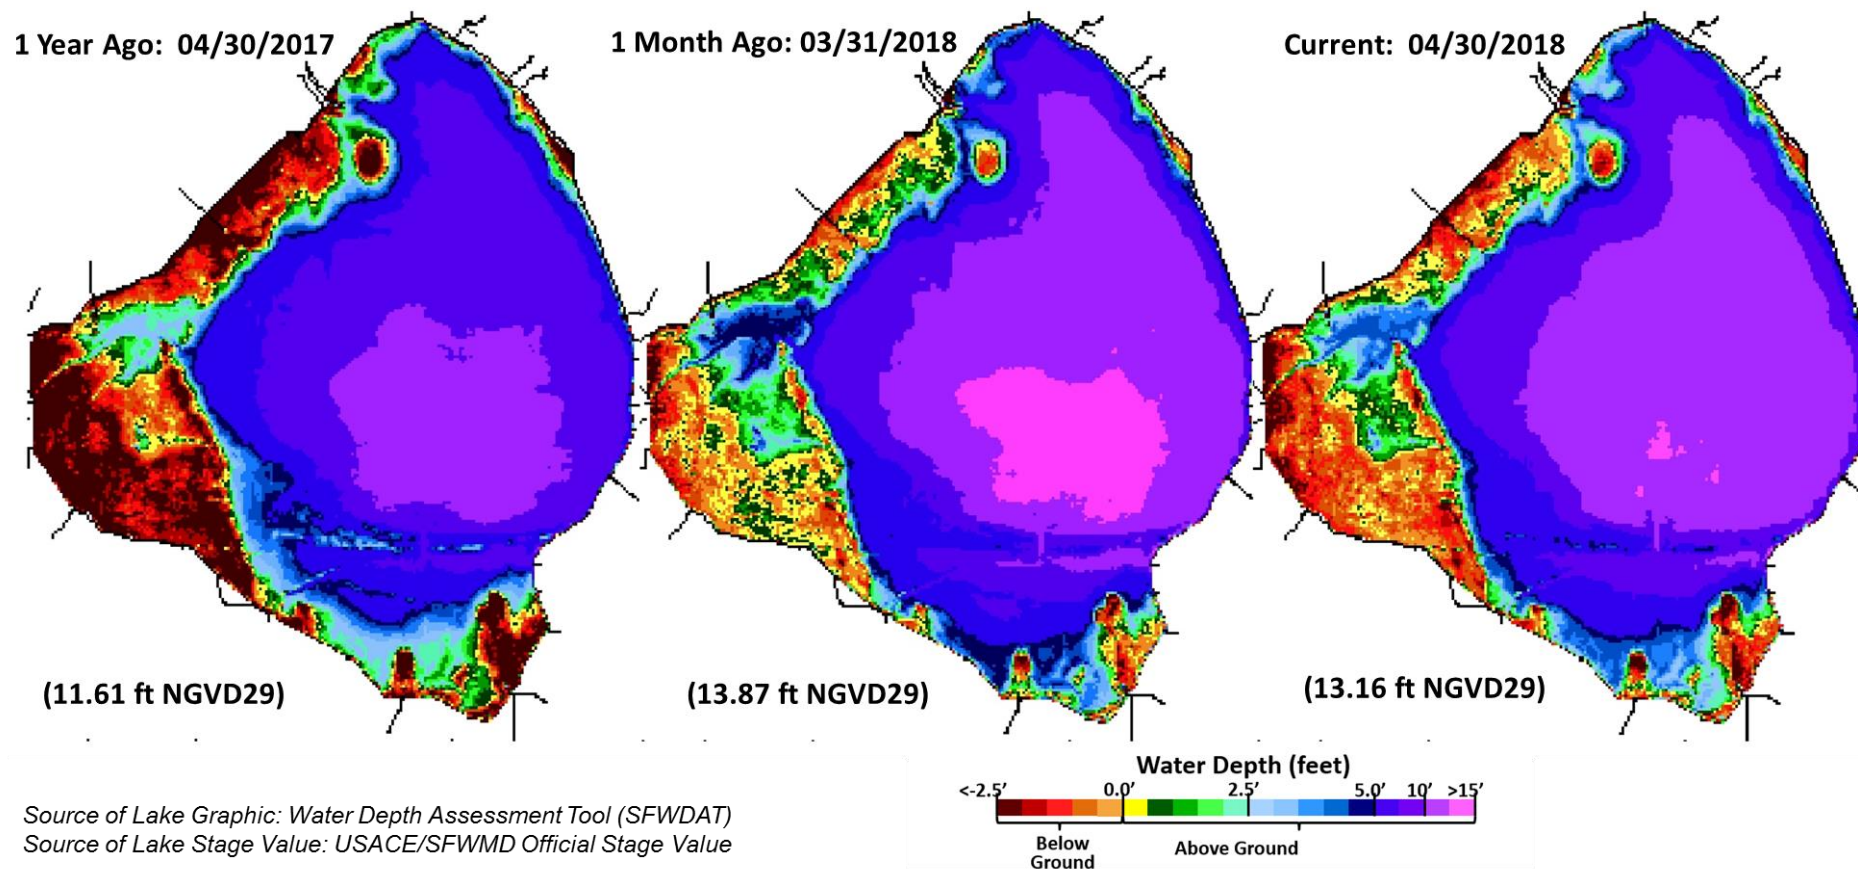 1 Year Ago: 04/30/2017
1 Month Ago: 03/31/2018
Current: 04/30/2018
(11.61 ft NGVD29)
(13.87 ft NGVD29)
(13.16 ft NGVD29)
Water Depth (feet)
<-2.5' 0.0' 2.5' 5.0' 10' >15'
Below
Ground
Above Ground
Source of Lake Graphic: Water Depth Assessment Tool (SFWDAT)
Source of Lake Stage Value: USACE/SFWMD Official Stage Value